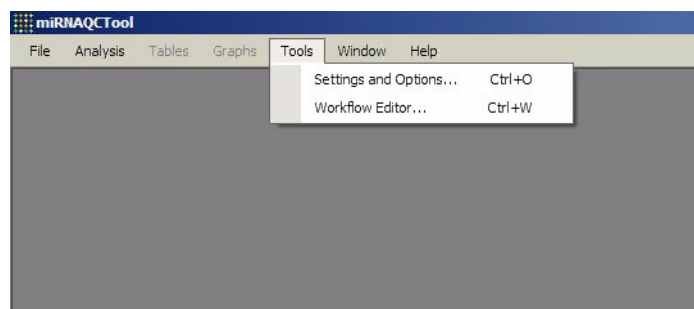 miRNAQCTool
File Analysis Tables Graphs Tools Window Help
Settings and Options... Ctrl+O
Workflow Editor... Ctrl+W